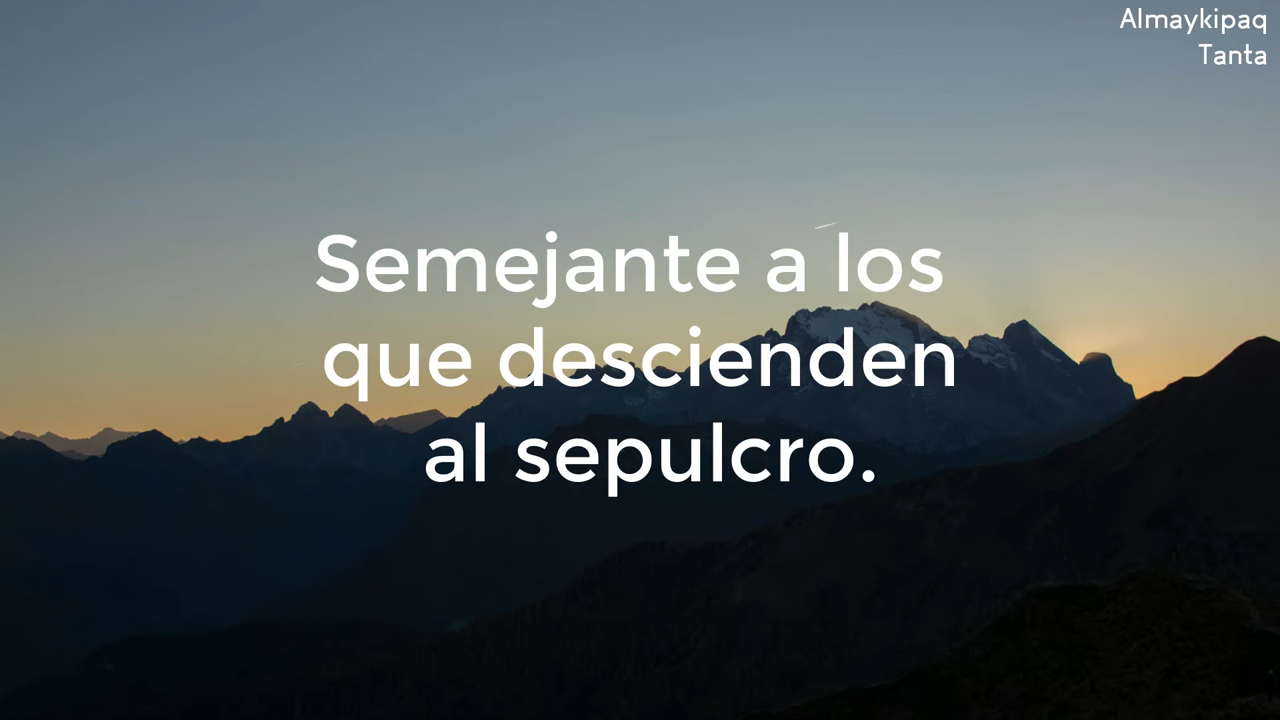 Almaykipaq
Tanta
Semejante a los
que descienden
al sepulcro.